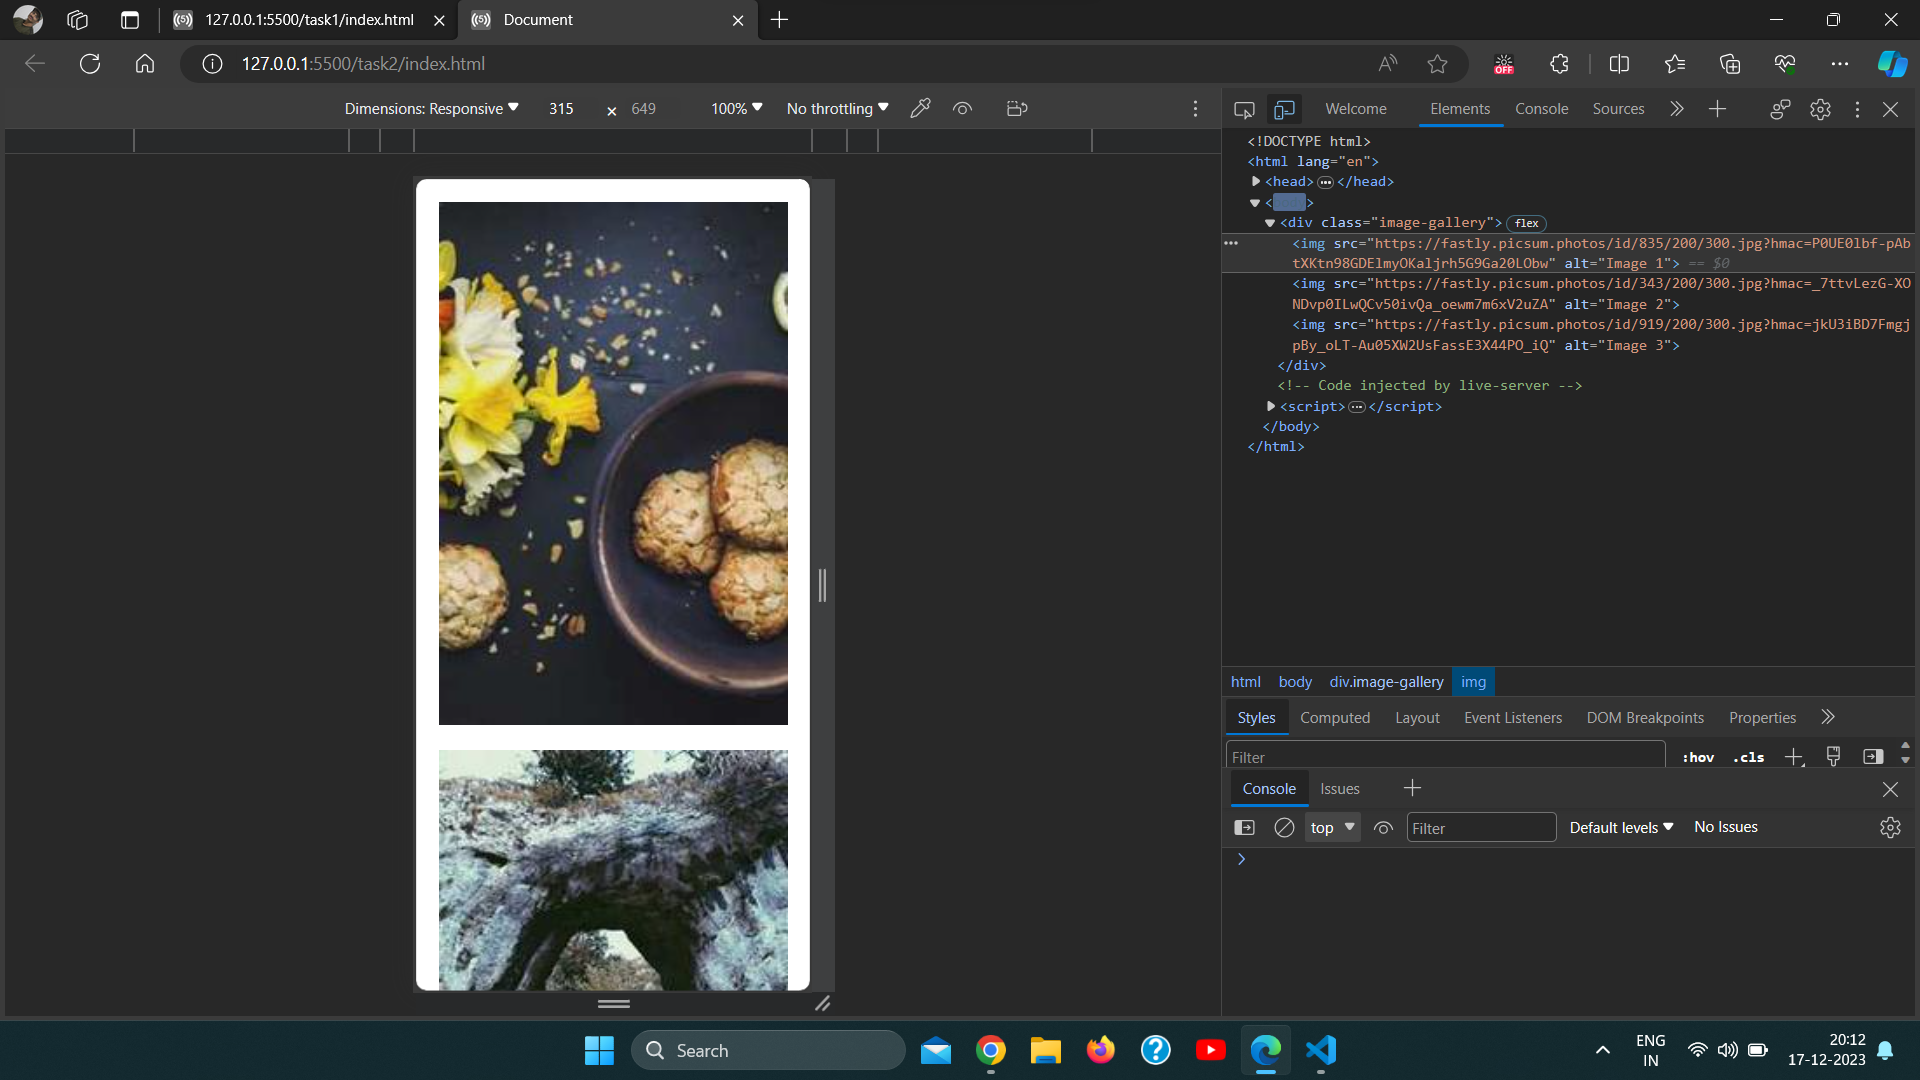 127.0.0.1:5500/task1/index.html
Document
127.0.0.1:5500/task2/index.html
Dimensions: Responsive 315 × 649 100% No throttling
Welcome Elements Console Sources
<!DOCTYPE html>
<html lang="en">
<head> ••• </head>
< >
<div class="image-gallery"> flex
<img src="https://fastly.picsum.photos/id/835/200/300.jpg?hmac=P0UE0lbf-pAb
tXKtn98GDElmyOKaljrh5G9Ga20LObw" alt="Image 1"> == $0
<img src="https://fastly.picsum.photos/id/343/200/300.jpg?hmac=_7ttvLezG-XO
NDvp0ILwQCv50ivQa_oewm7m6xV2uZA" alt="Image 2">
<img src="https://fastly.picsum.photos/id/919/200/300.jpg?hmac=jkU3iBD7Fmgj
pBy_oLT-Au05XW2UsFassE3X44PO_iQ" alt="Image 3">
</div>
<!-- Code injected by live-server -->
<script> ••• </script>
</body>
</html>
html body div.image-gallery img
Styles Computed Layout Event Listeners DOM Breakpoints Properties
Filter :hov .cls
Console Issues
top Filter Default levels No Issues
OFF
Search
ENG
IN
20:12
17-12-2023